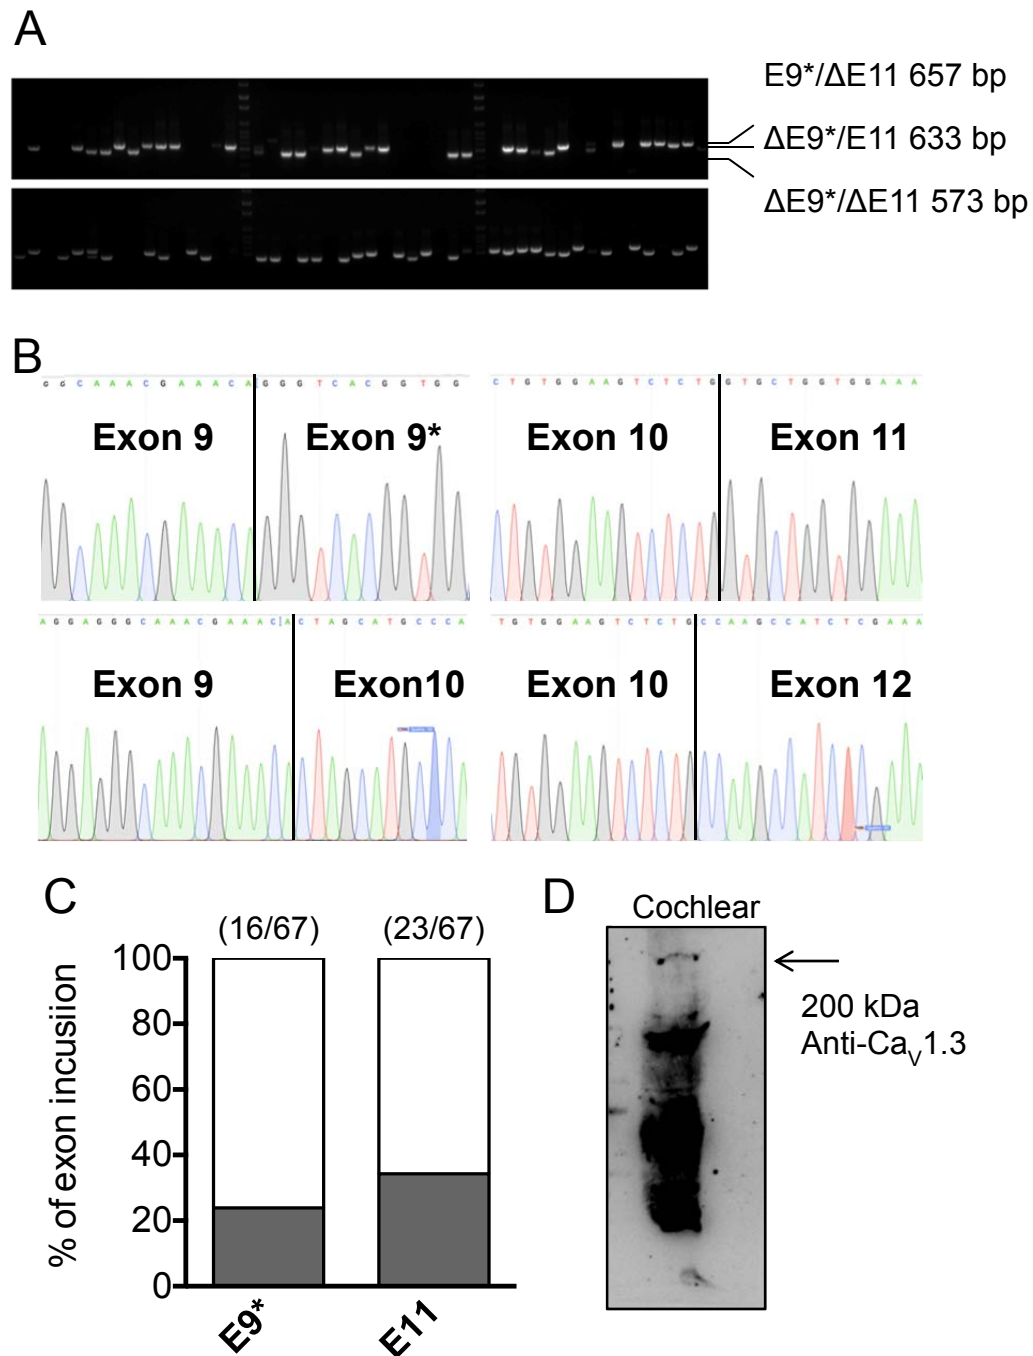 A
E9*/ΔE11 657 bp
ΔE9*/E11 633 bp
ΔE9*/ΔE11 573 bp
B
G G C A A A C G A A A C A G G G T C A C G G T G G
C T G T G G A A G T C T C T G G T G C T G G T G G A A A
Exon 9
Exon 9*
Exon 10
Exon 11
A G G A G G G C A A A C G A A A C A C T A G C A T G C C C A
T G T G G A A G T C T C T G C C A A G C C A T C T C G A A A
Exon 9
Exon10
Exon 10
Exon 12
C
(16/67)
(23/67)
% of exon incusiion
100
80
60
40
20
0
E9*
E11
D
Cochlear
200 kDa
Anti-CaV1.3